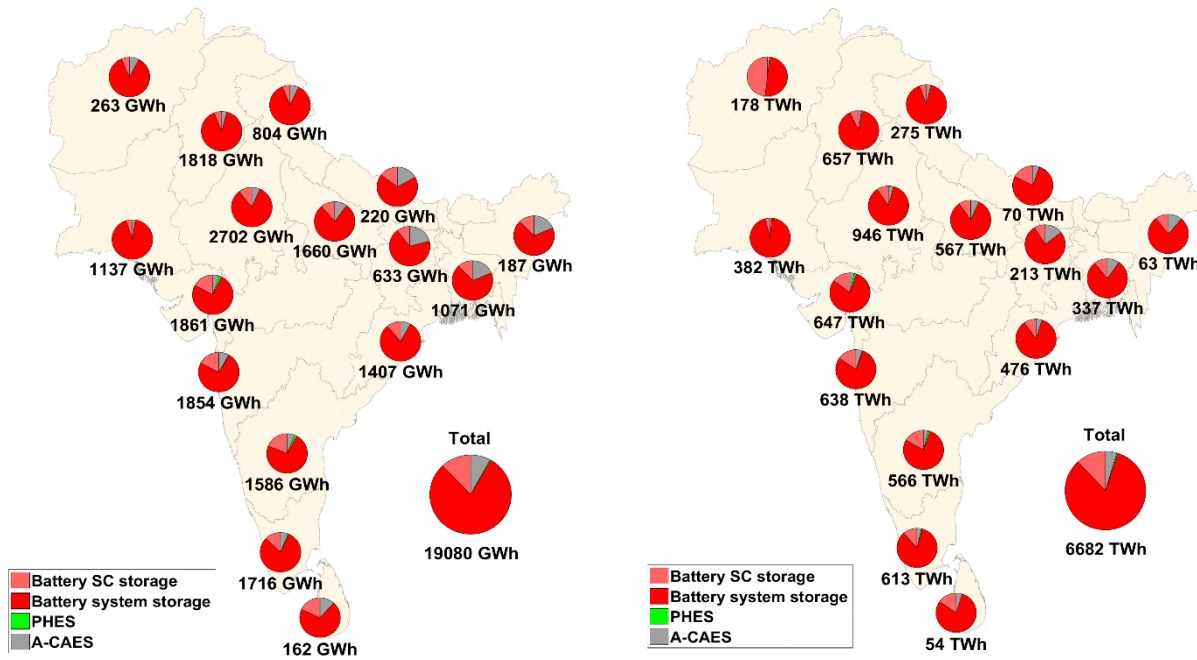 263 GWh
804 GWh
1818 GWh
220 GWh
2702 GWh
1660 GWh
187 GWh
1137 GWh
633 GWh
1861 GWh
1071 GWh
1407 GWh
1854 GWh
Total
1586 GWh
19080 GWh
1716 GWh
162 GWh
Battery SC storage
Battery system storage
PHES
A-CAES
178 TWh
275 TWh
657 TWh
70 TWh
946 TWh
567 TWh
63 TWh
382 TWh
213 TWh
647 TWh
337 TWh
476 TWh
638 TWh
Total
566 TWh
6682 TWh
613 TWh
54 TWh
Battery SC storage
Battery system storage
PHES
A-CAES